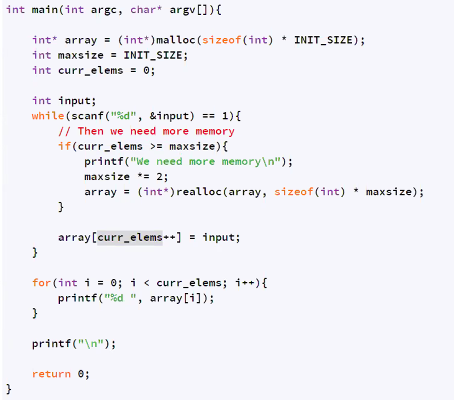 int main(int argc, char* argv[]){
int* array = (int*)malloc(sizeof(int) * INIT_SIZE);
int maxsize = INIT_SIZE;
int curr_elems = 0;
int input;
while(scanf("%d", &input) == 1){
// Then we need more memory
if(curr_elems >= maxsize){
printf("We need more memory\n");
maxsize *= 2;
array = (int*)realloc(array, sizeof(int) * maxsize);
}
array[curr_elems++] = input;
}
for(int i = 0; i < curr_elems; i++){
printf("%d ", array[i]);
}
printf("\n");
return 0;
}